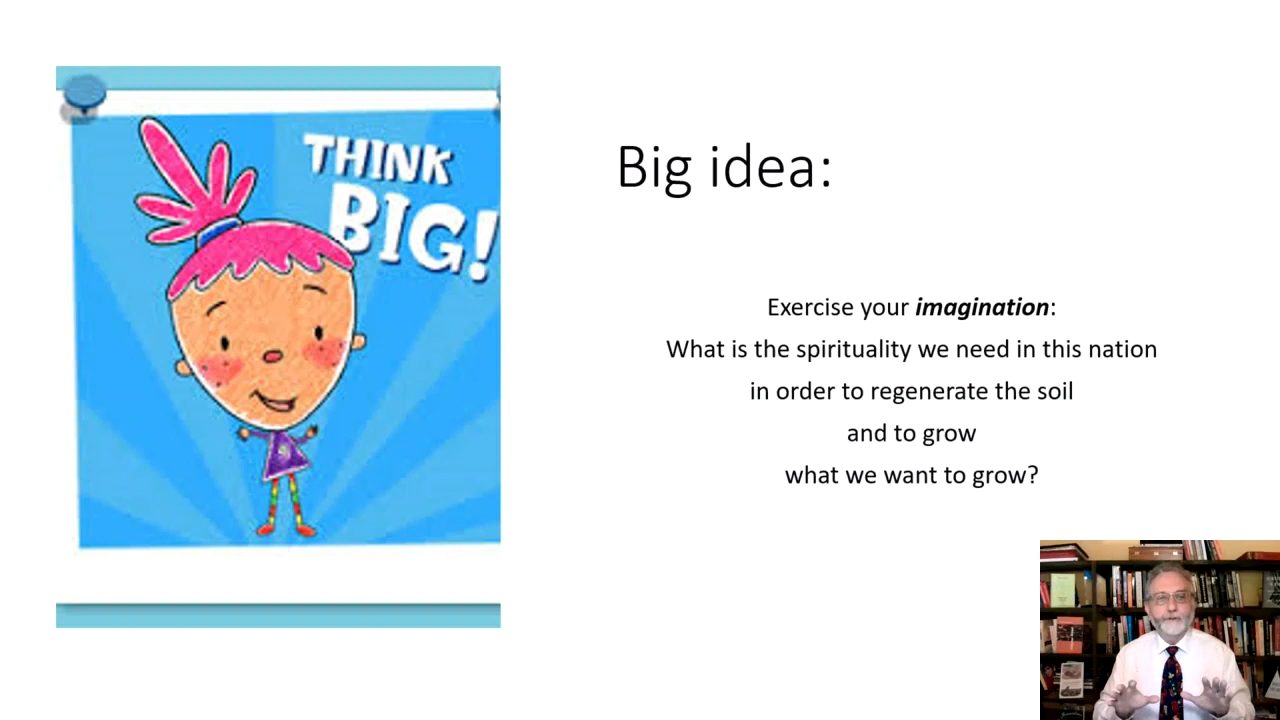 THINK
BIG!
Big idea:
Exercise your imagination:
What is the spirituality we need in this nation
in order to regenerate the soil
and to grow
what we want to grow?